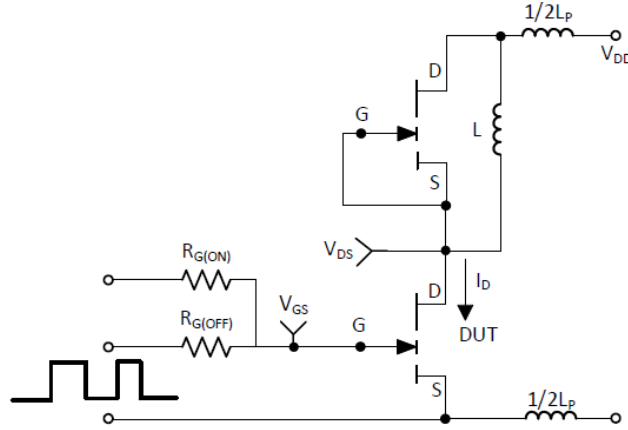 1/2L_P
V_DD
D
G
L
S
V_DS
R_G(ON)
D
I_D
V_GS
G
DUT
R_G(OFF)
S
1/2L_P